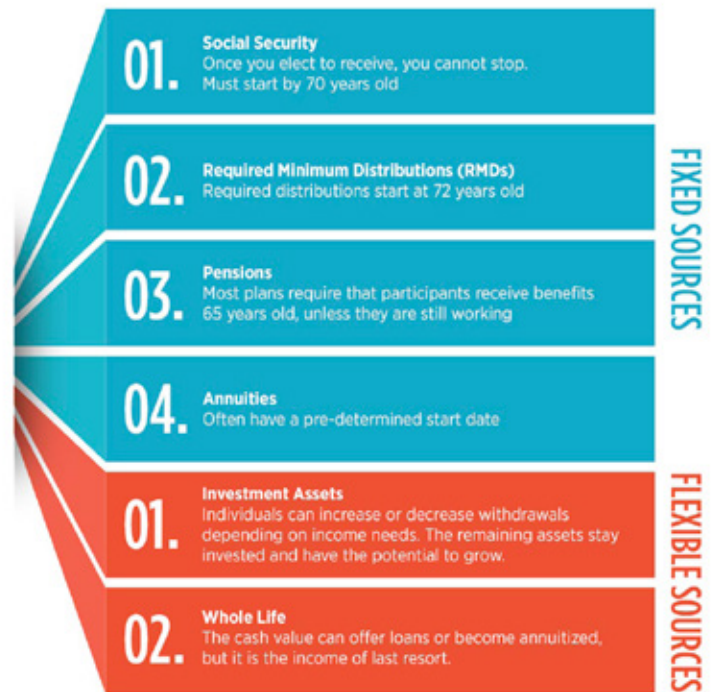 01.
Social Security
Once you elect to receive, you cannot stop.
Must start by 70 years old
02.
Required Minimum Distributions (RMDs)
Required distributions start at 72 years old
03.
Pensions
Most plans require that participants receive benefits
65 years old, unless they are still working
04.
Annuities
Often have a pre-determined start date
FIXED SOURCES
01.
Investment Assets
Individuals can increase or decrease withdrawals
depending on income needs. The remaining assets stay
invested and have the potential to grow.
02.
Whole Life
The cash value can offer loans or become annuitized,
but it is the income of last resort.
FLEXIBLE SOURCES